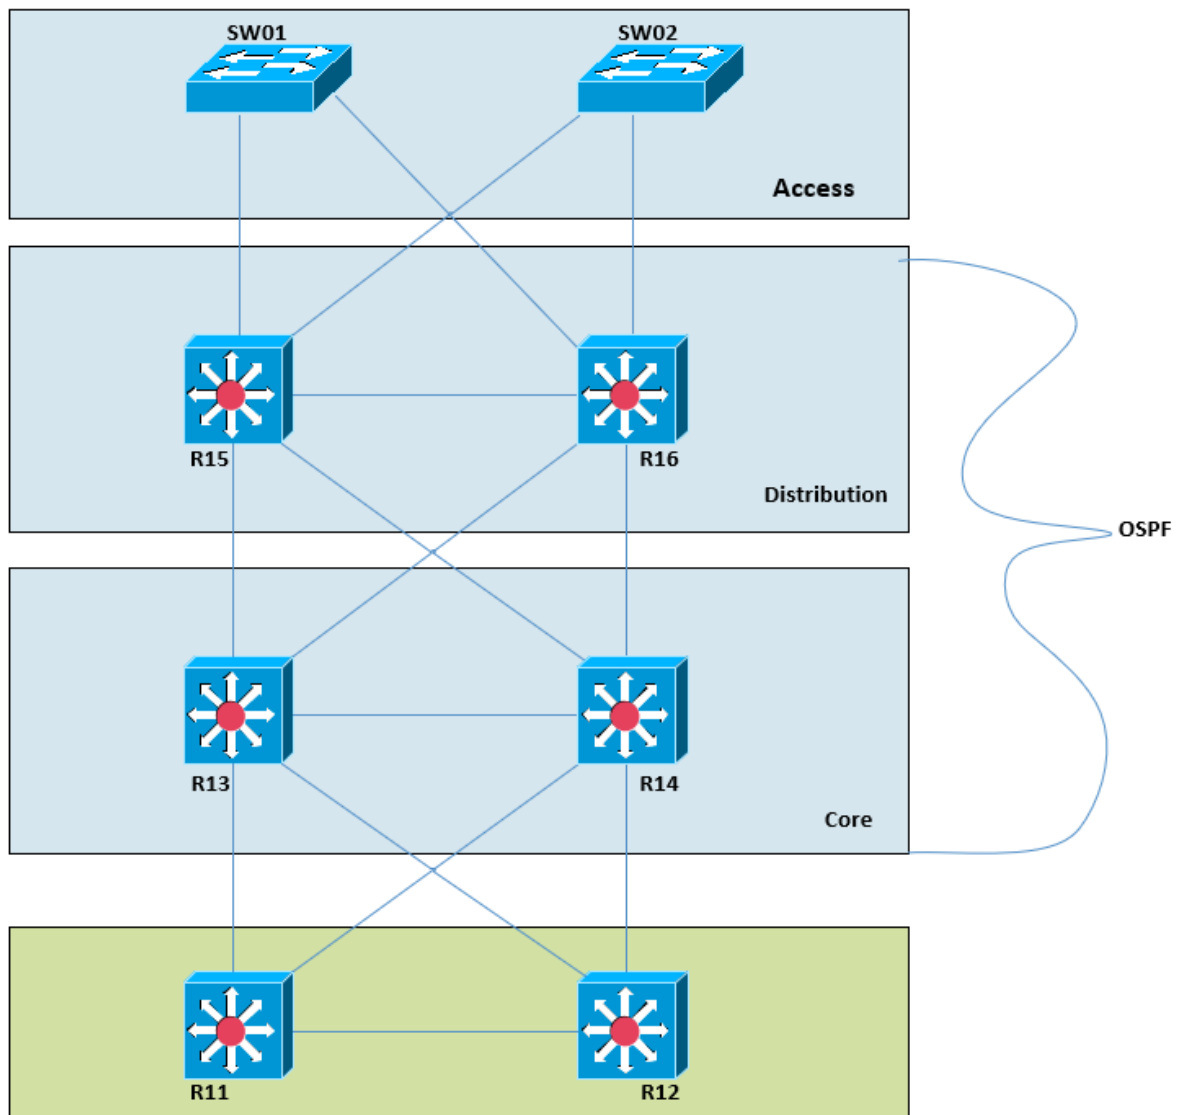 SW01
SW02
Access
R15
R16
Distribution
OSPF
R13
R14
Core
R11
R12